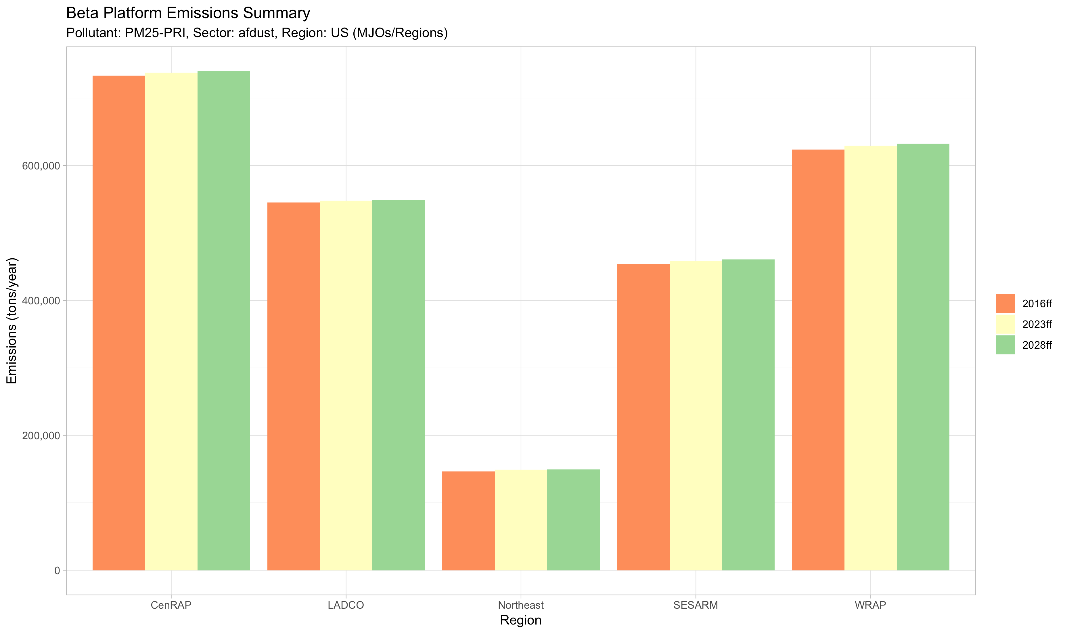 Beta Platform Emissions Summary
Pollutant: PM25-PRI, Sector: afdust, Region: US (MJOs/Regions)
Emissions (tons/year)
600,000
400,000
200,000
0
CenRAP
LADCO
Northeast
SESARM
WRAP
Region
2016ff
2023ff
2028ff